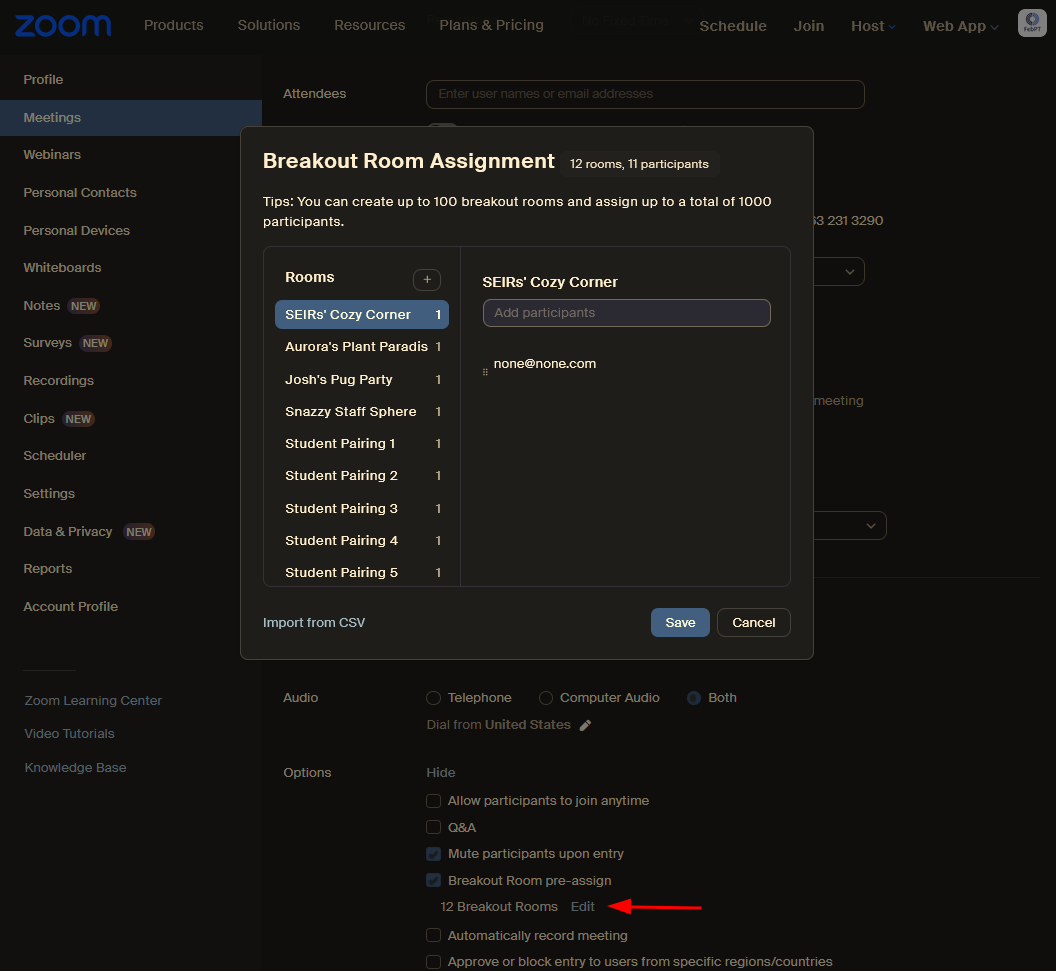 zoom
Products
Solutions
Resources
Plans & Pricing
Schedule
Join
Host
Web App
FebPT
Profile
Meetings
Webinars
Personal Contacts
Personal Devices
Whiteboards
Notes NEW
Surveys NEW
Recordings
Clips NEW
Scheduler
Settings
Data & Privacy NEW
Reports
Account Profile
Zoom Learning Center
Video Tutorials
Knowledge Base
Attendees
Enter user names or email addresses
63 231 3290
meeting
Breakout Room Assignment 12 rooms, 11 participants
Tips: You can create up to 100 breakout rooms and assign up to a total of 1000
participants.
Rooms +
SEIRs' Cozy Corner 1
Aurora's Plant Paradis 1
Josh's Pug Party 1
Snazzy Staff Sphere 1
Student Pairing 1 1
Student Pairing 2 1
Student Pairing 3 1
Student Pairing 4 1
Student Pairing 5 1
SEIRs' Cozy Corner
Add participants
none@none.com
Import from CSV
Save
Cancel
Audio
Telephone
Computer Audio
Both
Dial from United States
Options
Hide
Allow participants to join anytime
Q&A
Mute participants upon entry
Breakout Room pre-assign
12 Breakout Rooms Edit
Automatically record meeting
Approve or block entry to users from specific regions/countries